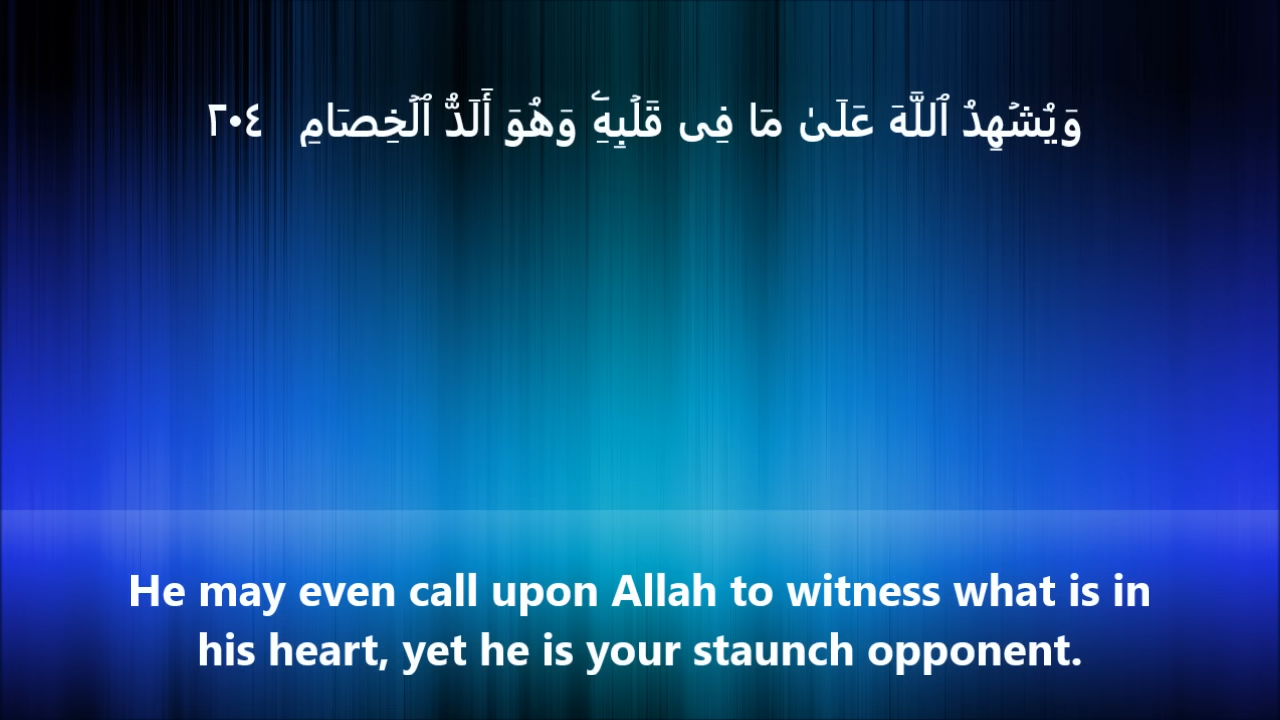 وَيُشْهِدُ ٱللَّهَ عَلَىٰ مَا فِى قَلْبِهِۦ وَهُوَ أَلَدُّ ٱلْخِصَامِ ٢٠٤
He may even call upon Allah to witness what is in
his heart, yet he is your staunch opponent.